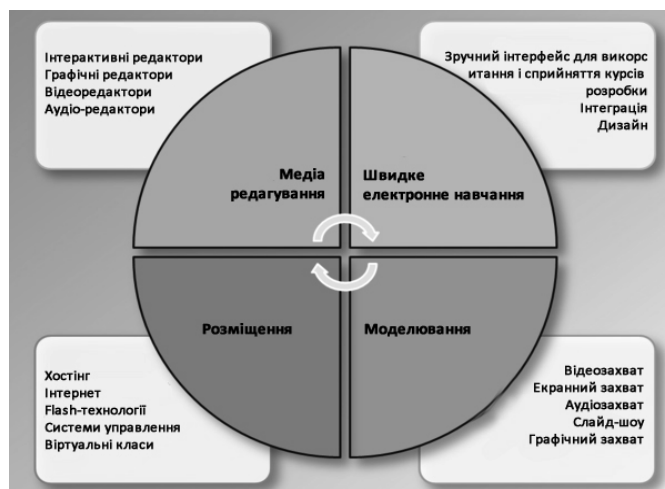 Інтерактивні редактори
Графічні редактори
Відеоредактори
Аудіо-редактори
Зручний інтерфейс для викорс
итання і сприйняття курсів
розробки
Інтеграція
Дизайн
Медіа
редагування
Швидке
електронне навчання
Розміщення
Моделювання
Хостінг
Інтернет
Flash-технології
Системи управління
Віртуальні класи
Відеозахват
Екранний захват
Аудіозахват
Слайд-шоу
Графічний захват